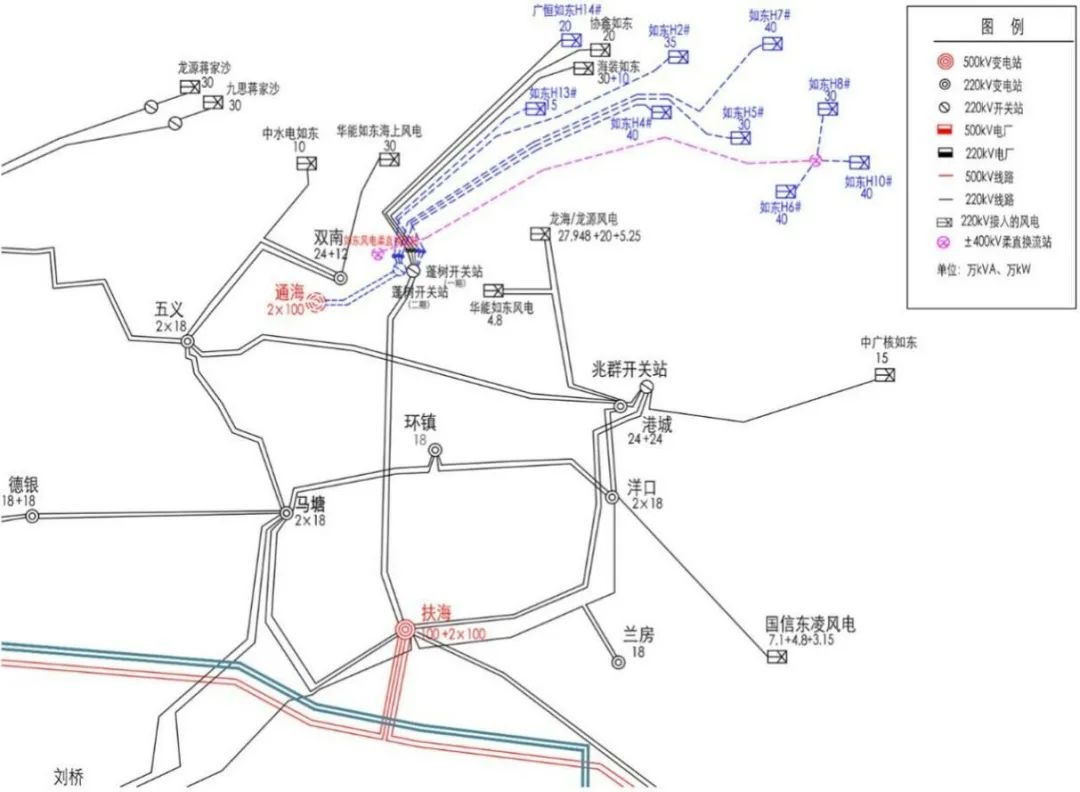 广恒如东H14#
20
协鑫如东
20
海装如东
30+10
如东H2#
35
如东H7#
40
如东H13#
15
如东H4#
40
如东H5#
30
如东H8#
30
如东H10#
40
如东H6#
40
图 例
500kV变电站
220kV变电站
220kV开关站
500kV电厂
220kV电厂
500kV线路
220kV线路
220kV接入的风电
±400kV柔直换流站
单位：万kVA、万kW
龙源蒋家沙
30
九思蒋家沙
30
中水电如东
10
华能如东海上风电
30
双南
24+12
通海
2×100
蓬树开关站
(一期)
蓬树开关站
(二期)
龙海/龙源风电
27.948+20+5.25
华能如东风电
4.8
五义
2×18
兆群开关站
中广核如东
15
港城
24+24
环镇
18
洋口
2×18
德银
18+18
马塘
2×18
扶海
100+2×100
兰房
18
国信东凌风电
7.1+4.8+3.15
刘桥